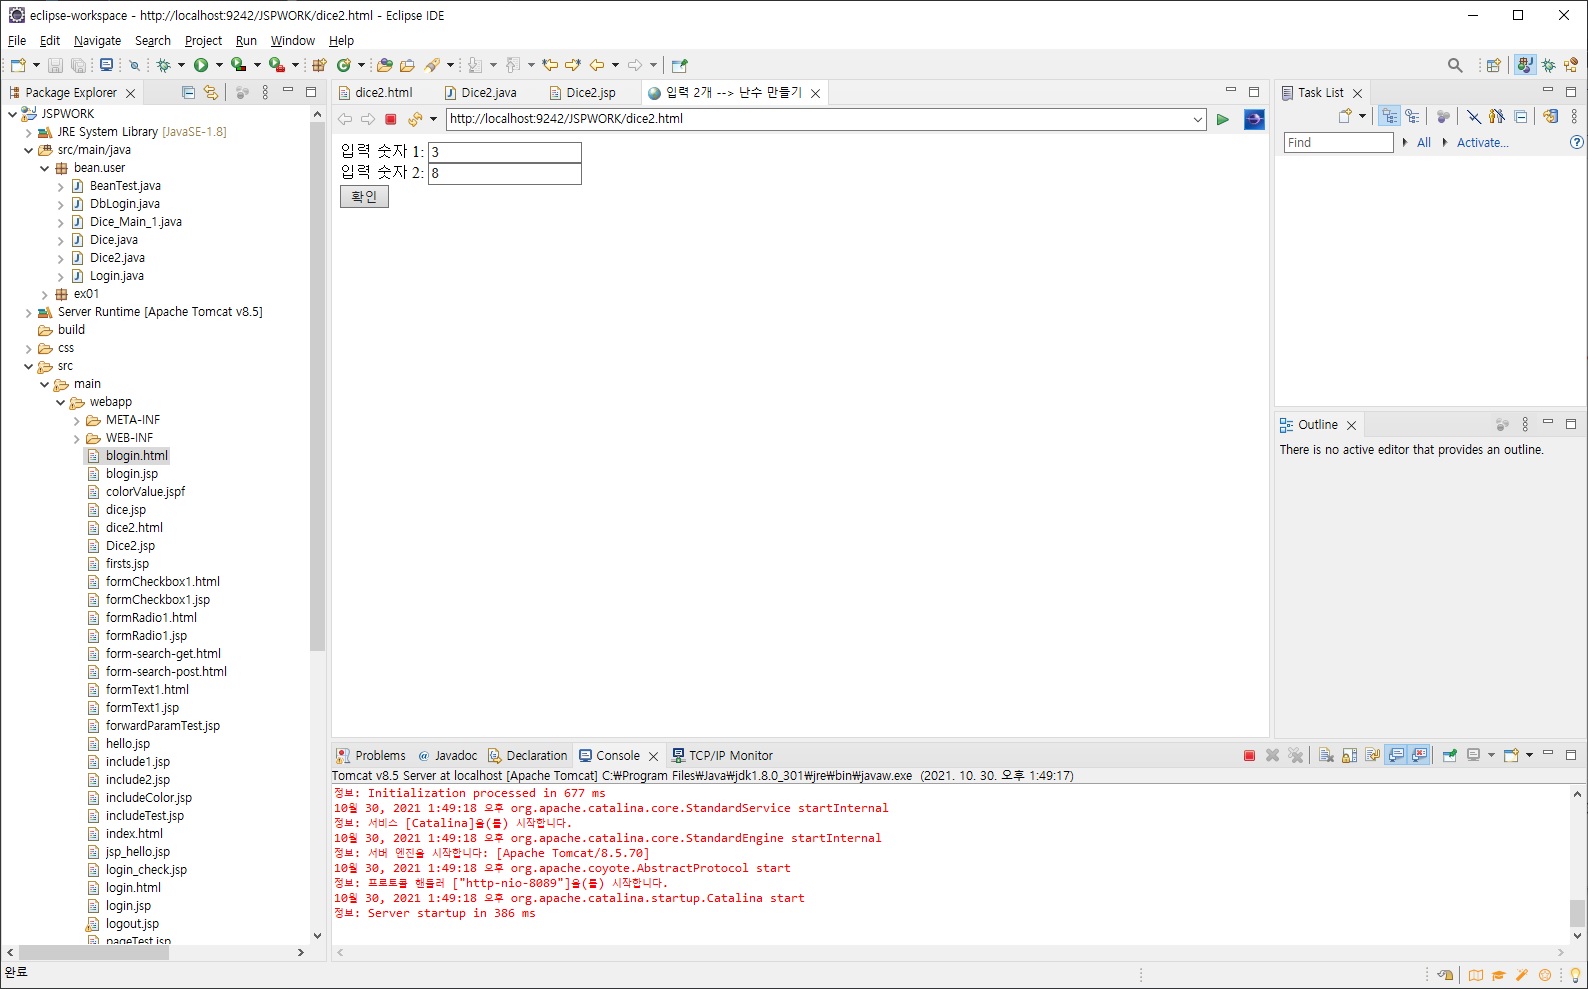 eclipse-workspace - http://localhost:9242/JSPWORK/dice2.html - Eclipse IDE
File Edit Navigate Search Project Run Window Help
Package Explorer
JSPWORK
JRE System Library [JavaSE-1.8]
src/main/java
bean.user
BeanTest.java
DbLogin.java
Dice_Main_1.java
Dice.java
Dice2.java
Login.java
ex01
Server Runtime [Apache Tomcat v8.5]
build
css
src
main
webapp
META-INF
WEB-INF
blogin.html
blogin.jsp
colorValue.jspf
dice.jsp
dice2.html
Dice2.jsp
firsts.jsp
formCheckbox1.html
formCheckbox1.jsp
formRadio1.html
formRadio1.jsp
form-search-get.html
form-search-post.html
formText1.html
formText1.jsp
forwardParamTest.jsp
hello.jsp
include1.jsp
include2.jsp
includeColor.jsp
includeTest.jsp
index.html
jsp_hello.jsp
login_check.jsp
login.html
login.jsp
logout.jsp
pageTest.jsp
dice2.html Dice2.java Dice2.jsp 입력 2개 --> 난수 만들기
http://localhost:9242/JSPWORK/dice2.html
입력 숫자 1: 3
입력 숫자 2: 8
확인
Task List
Find All Activate...
Outline
There is no active editor that provides an outline.
Problems @ Javadoc Declaration Console TCP/IP Monitor
Tomcat v8.5 Server at localhost [Apache Tomcat] C:₩Program Files₩Java₩jdk1.8.0_301₩jre₩bin₩javaw.exe (2021. 10. 30. 오후 1:49:17)
정보: Initialization processed in 677 ms
10월 30, 2021 1:49:18 오후 org.apache.catalina.core.StandardService startInternal
정보: 서비스 [Catalina]을(를) 시작합니다.
10월 30, 2021 1:49:18 오후 org.apache.catalina.core.StandardEngine startInternal
정보: 서버 엔진을 시작합니다: [Apache Tomcat/8.5.70]
10월 30, 2021 1:49:18 오후 org.apache.coyote.AbstractProtocol start
정보: 프로토콜 핸들러 ["http-nio-8089"]을(를) 시작합니다.
10월 30, 2021 1:49:18 오후 org.apache.catalina.startup.Catalina start
정보: Server startup in 386 ms
완료